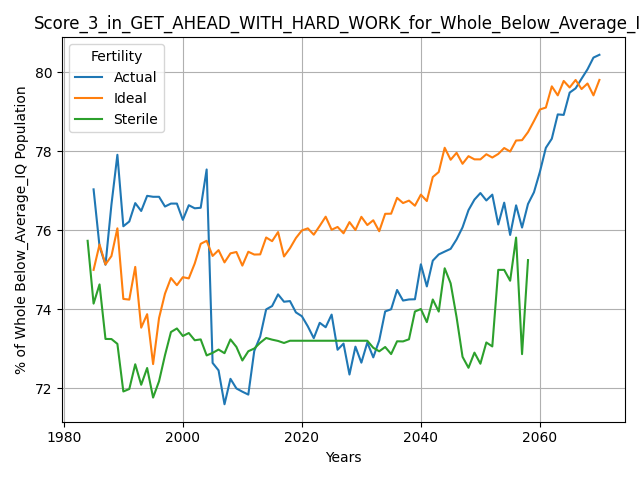 Score_3_in_GET_AHEAD_WITH_HARD_WORK_for_Whole_Below_Average_I
Fertility
Actual
Ideal
Sterile
% of Whole Below_Average_IQ Population
80
78
76
74
72
1980
2000
2020
2040
2060
Years